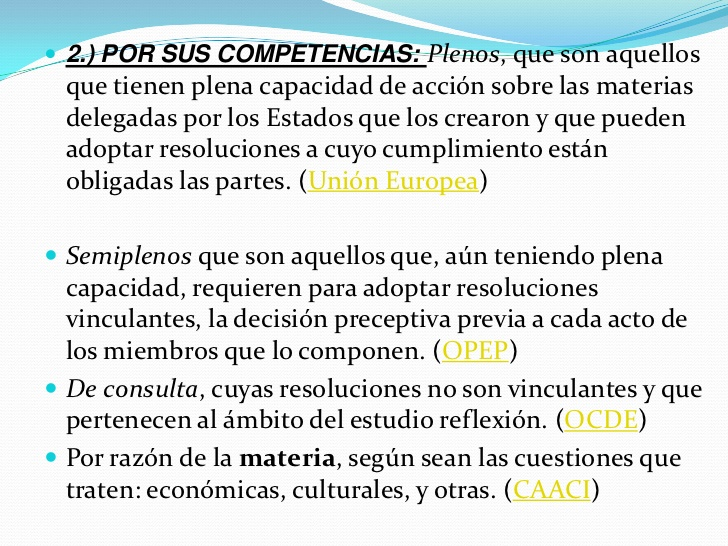 • 2.) POR SUS COMPETENCIAS: Plenos, que son aquellos
que tienen plena capacidad de acción sobre las materias
delegadas por los Estados que los crearon y que pueden
adoptar resoluciones a cuyo cumplimiento están
obligadas las partes. (Unión Europea)
• Semiplenos que son aquellos que, aún teniendo plena
capacidad, requieren para adoptar resoluciones
vinculantes, la decisión preceptiva previa a cada acto de
los miembros que lo componen. (OPEP)
• De consulta, cuyas resoluciones no son vinculantes y que
pertenecen al ámbito del estudio reflexión. (OCDE)
• Por razón de la materia, según sean las cuestiones que
traten: económicas, culturales, y otras. (CAACI)